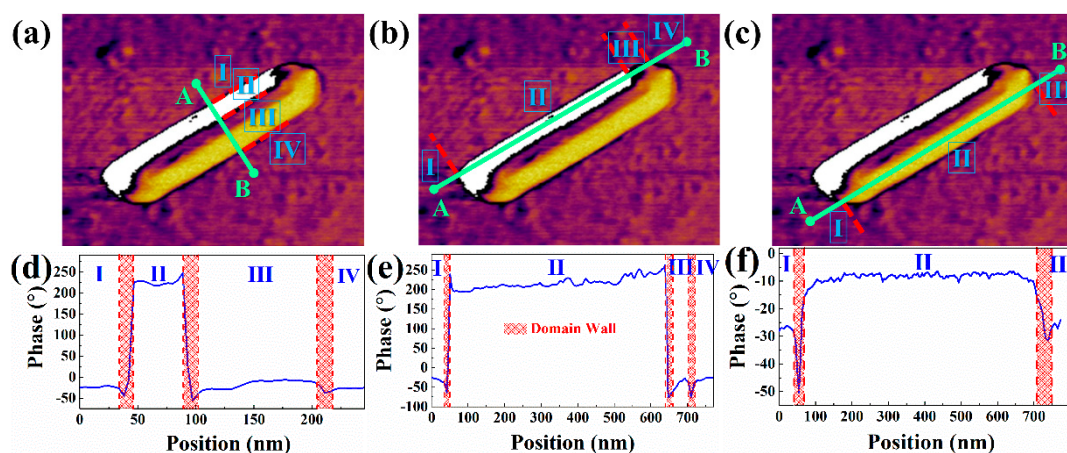 (a)
I
II
III
IV
A
B
(b)
I
II
III
IV
A
B
(c)
I
II
III
A
B
(d)
I II III IV
Phase (°)
250
200
150
100
50
0
-50
0 50 100 150 200
Position (nm)
(e)
I II III IV
Domain Wall
Phase (°)
250
200
150
100
50
0
-50
-100
0 100 200 300 400 500 600 700
Position (nm)
(f)
I II II
Phase (°)
-10
-20
-30
-40
-50
0 100 200 300 400 500 600 700
Position (nm)